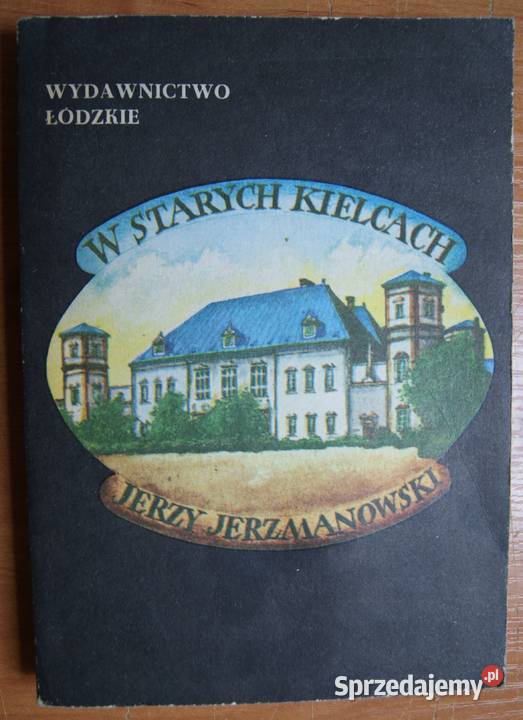 WYDAWNICTWO
ŁÓDZKIE
W STARYCH KIELCACH
JERZY JERZMANOWSKI
Sprzedajemy.pl